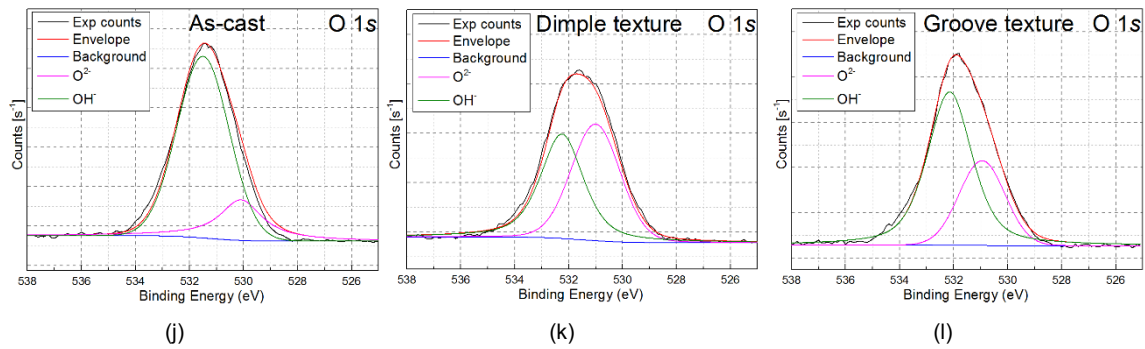 As-cast O 1s
Exp counts
Envelope
Background
O²⁻
OH⁻
Counts [s⁻¹]
538 536 534 532 530 528 526
Binding Energy (eV)
(j)
Dimple texture O 1s
Exp counts
Envelope
Background
O²⁻
OH⁻
Counts [s⁻¹]
538 536 534 532 530 528 526
Binding Energy (eV)
(k)
Groove texture O 1s
Exp counts
Envelope
Background
O²⁻
OH⁻
Counts [s⁻¹]
538 536 534 532 530 528 526
Binding Energy (eV)
(l)